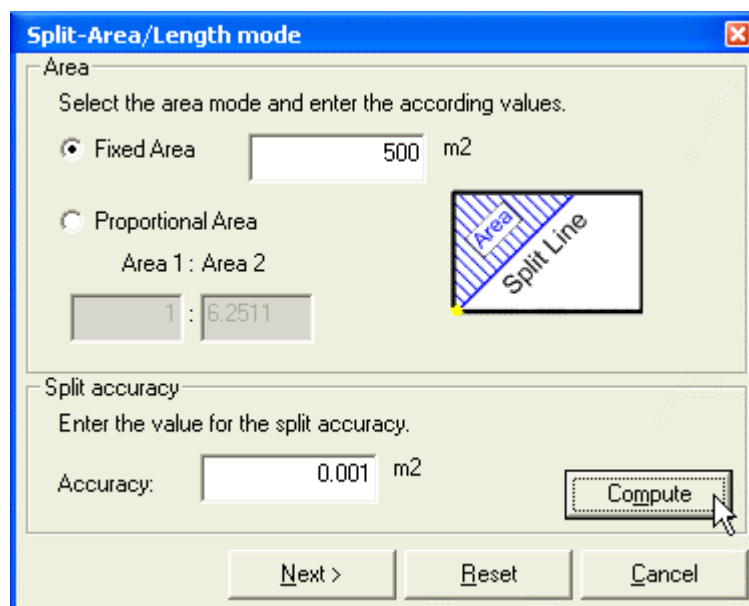 Split-Area/Length mode
Area
Select the area mode and enter the according values.
Fixed Area 500 m2
Proportional Area
Area 1 : Area 2
1 : 6.2511
Area
Split Line
Split accuracy
Enter the value for the split accuracy.
Accuracy: 0.001 m2
Compute
Next > Reset Cancel